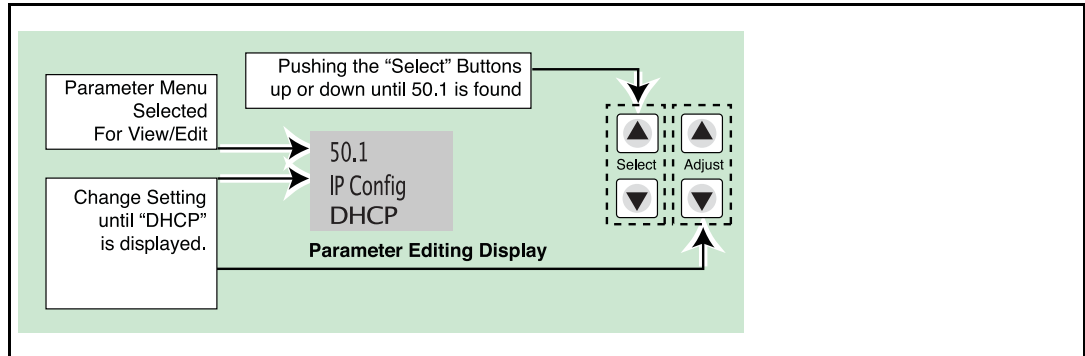 Pushing the “Select” Buttons
up or down until 50.1 is found
Parameter Menu
Selected
For View/Edit
50.1
IP Config
DHCP
Select
Adjust
Change Setting
until “DHCP”
is displayed.
Parameter Editing Display